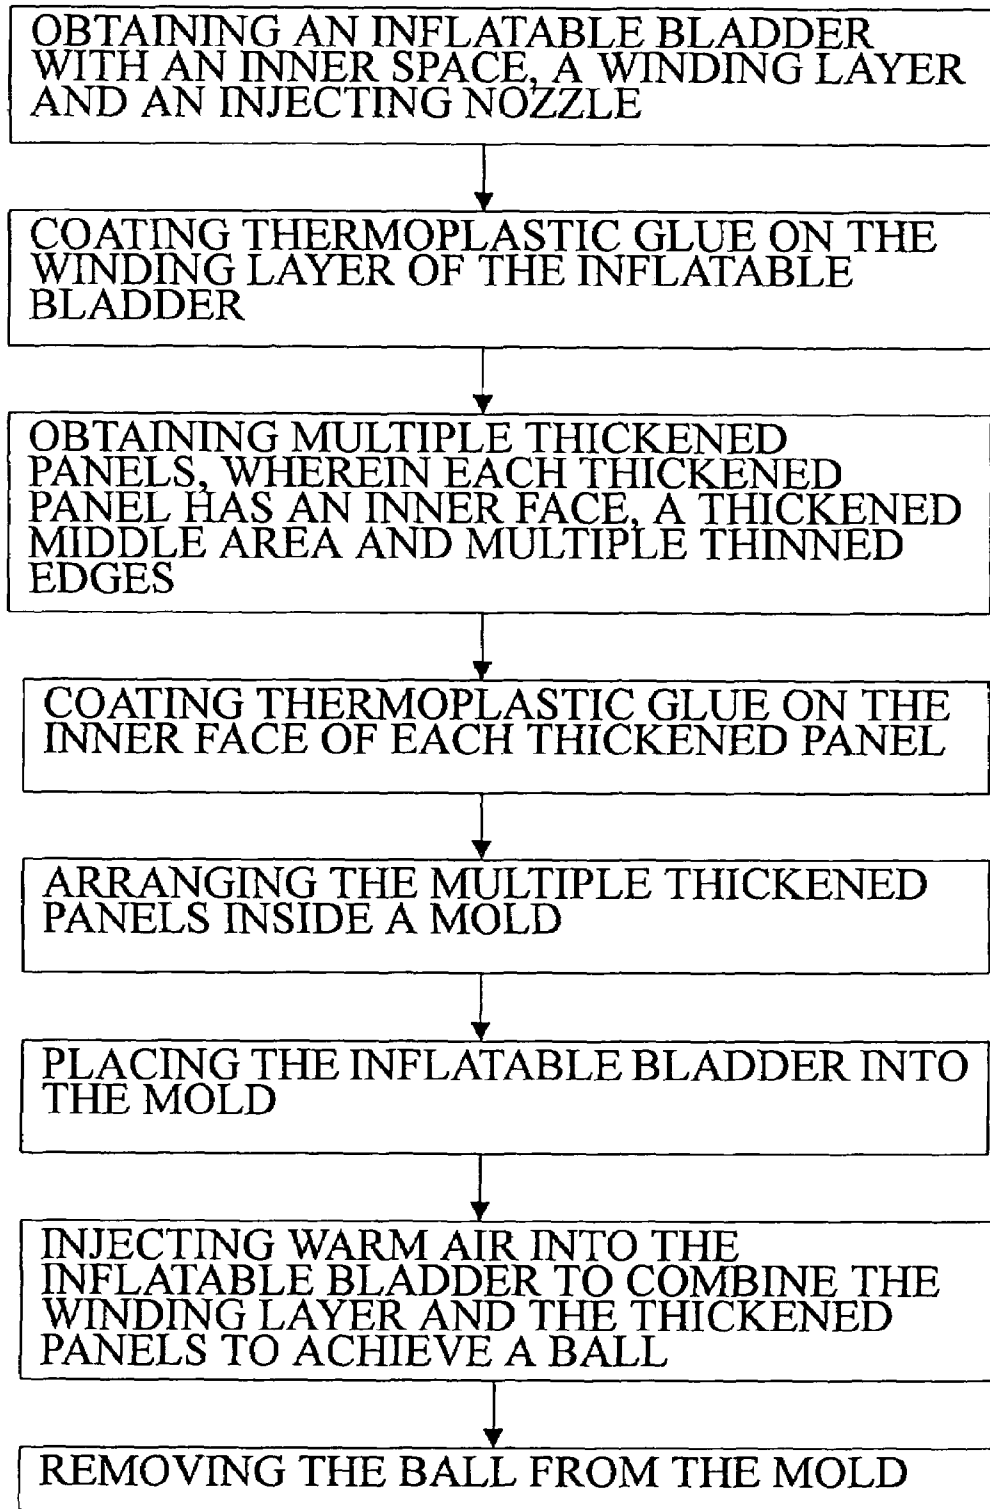 OBTAINING AN INFLATABLE BLADDER
WITH AN INNER SPACE, A WINDING LAYER
AND AN INJECTING NOZZLE
COATING THERMOPLASTIC GLUE ON THE
WINDING LAYER OF THE INFLATABLE
BLADDER
OBTAINING MULTIPLE THICKENED
PANELS, WHEREIN EACH THICKENED
PANEL HAS AN INNER FACE, A THICKENED
MIDDLE AREA AND MULTIPLE THINNED
EDGES
COATING THERMOPLASTIC GLUE ON THE
INNER FACE OF EACH THICKENED PANEL
ARRANGING THE MULTIPLE THICKENED
PANELS INSIDE A MOLD
PLACING THE INFLATABLE BLADDER INTO
THE MOLD
INJECTING WARM AIR INTO THE
INFLATABLE BLADDER TO COMBINE THE
WINDING LAYER AND THE THICKENED
PANELS TO ACHIEVE A BALL
REMOVING THE BALL FROM THE MOLD